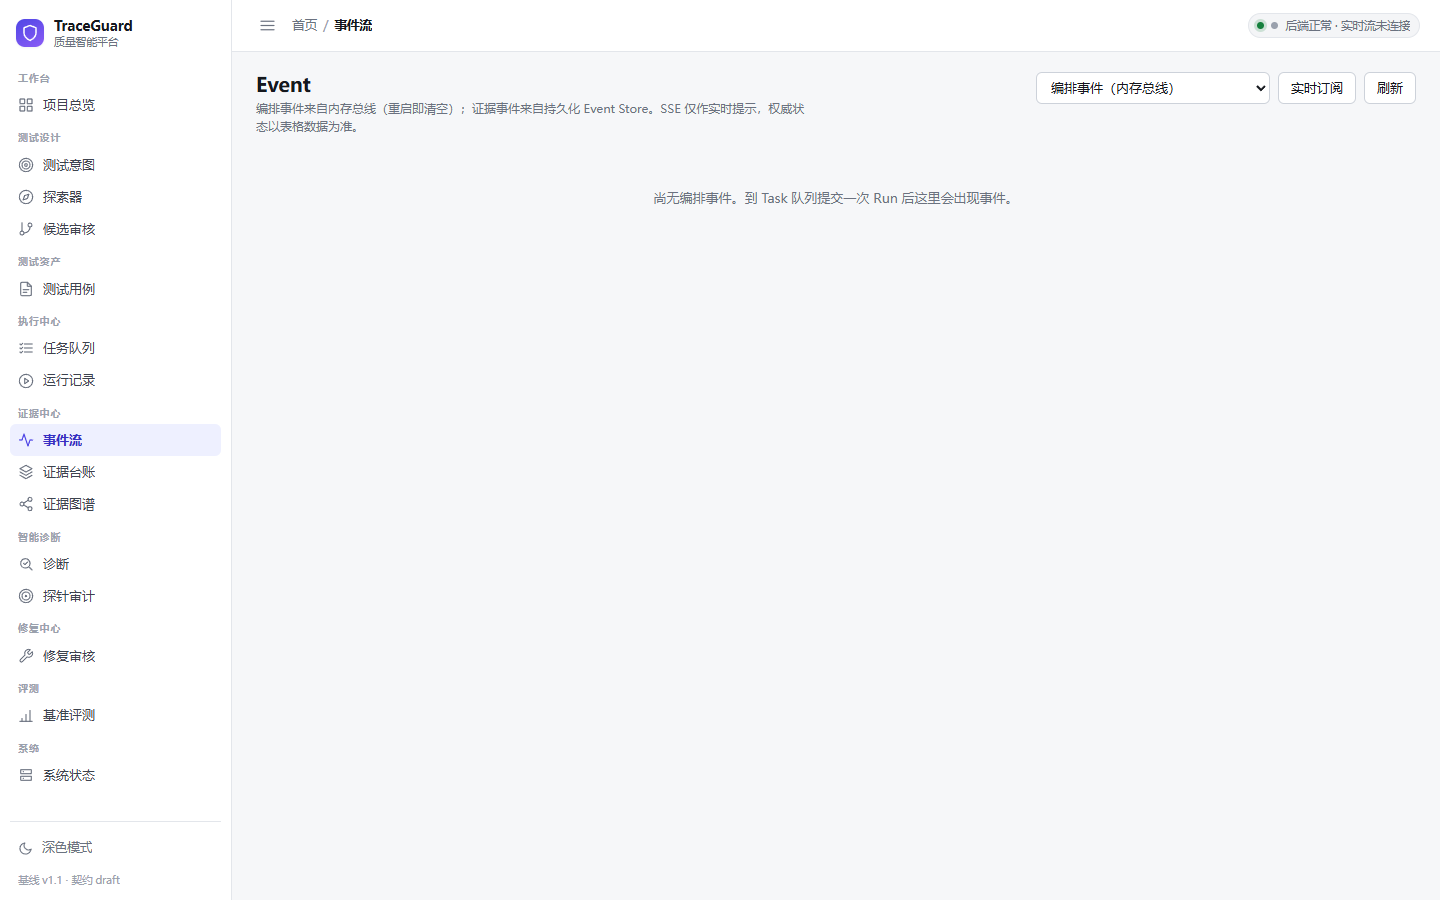 TraceGuard
质量智能平台
工作台
项目总览
测试设计
测试意图
探索器
候选审核
测试资产
测试用例
执行中心
任务队列
运行记录
证据中心
事件流
证据台账
证据图谱
智能诊断
诊断
探针审计
修复中心
修复审核
评测
基准评测
系统
系统状态
深色模式
基线 v1.1 · 契约 draft
首页 / 事件流
后端正常 · 实时流未连接
Event
编排事件来自内存总线（重启即清空）；证据事件来自持久化 Event Store。SSE 仅作实时提示，权威状
态以表格数据为准。
编排事件（内存总线）
实时订阅
刷新
尚无编排事件。到 Task 队列提交一次 Run 后这里会出现事件。